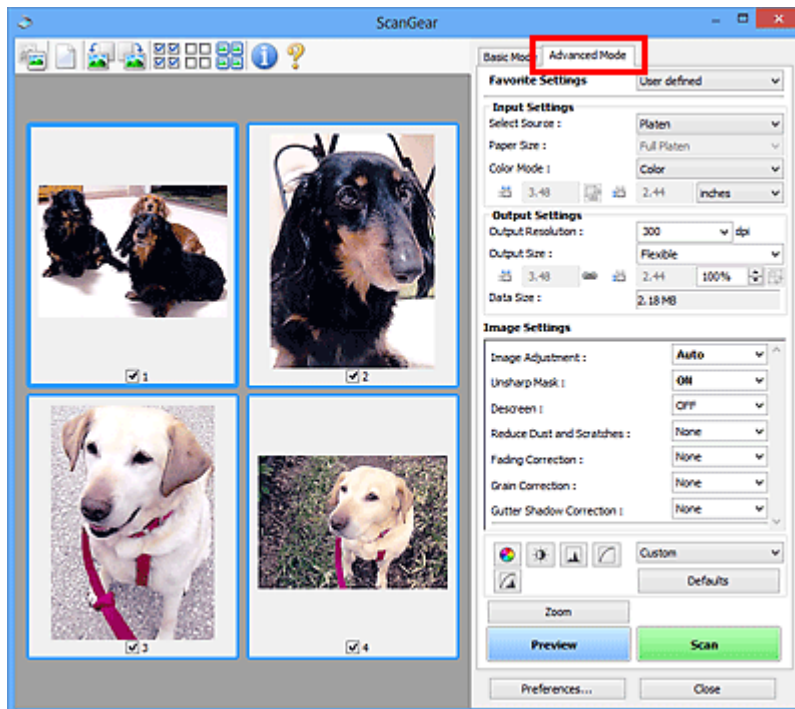 ScanGear
Basic Mode Advanced Mode
Favorite Settings User defined
Input Settings
Select Source : Platen
Paper Size : Full Platen
Color Mode : Color
3.48 2.44 inches
Output Settings
Output Resolution : 300 dpi
Output Size : Flexible
3.48 2.44 100%
Data Size : 2.18 MB
Image Settings
Image Adjustment : Auto
Unsharp Mask : ON
Descreen : OFF
Reduce Dust and Scratches : None
Fading Correction : None
Grain Correction : None
Gutter Shadow Correction : None
Custom
Defaults
Zoom
Preview Scan
Preferences... Close
1
2
3
4